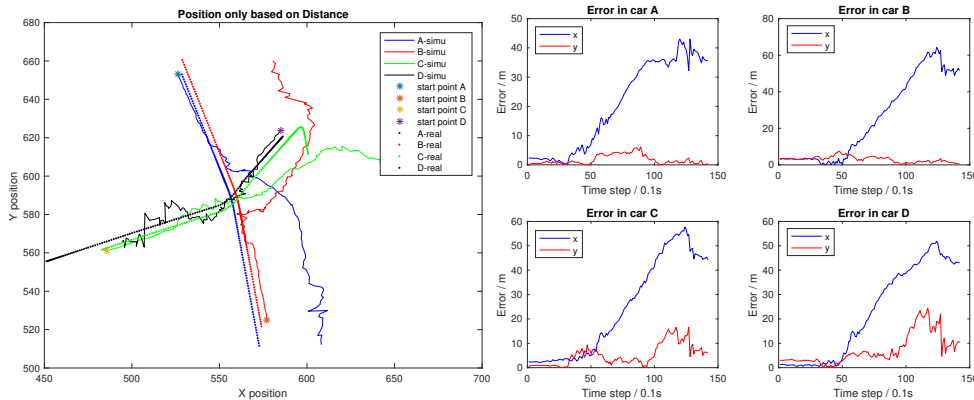 Position only based on Distance
680
660
640
620
600
580
560
540
520
500
450
500
550
600
650
700
Y position
X position
A-simu
B-simu
C-simu
D-simu
start point A
start point B
start point C
start point D
A-real
B-real
C-real
D-real
Error in car A
50
40
30
20
10
0
0
50
100
150
Error / m
Time step / 0.1s
x
y
Error in car B
80
60
40
20
0
0
50
100
150
Error / m
Time step / 0.1s
x
y
Error in car C
60
50
40
30
20
10
0
0
50
100
150
Error / m
Time step / 0.1s
x
y
Error in car D
60
50
40
30
20
10
0
0
50
100
150
Error / m
Time step / 0.1s
x
y